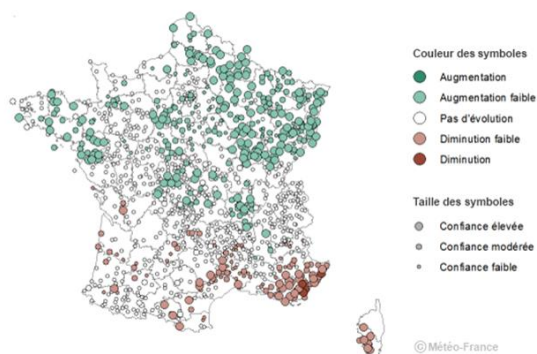 Couleur des symboles
Augmentation
Augmentation faible
Pas d'évolution
Diminution faible
Diminution
Taille des symboles
Confiance élevée
Confiance modérée
Confiance faible
© Météo-France